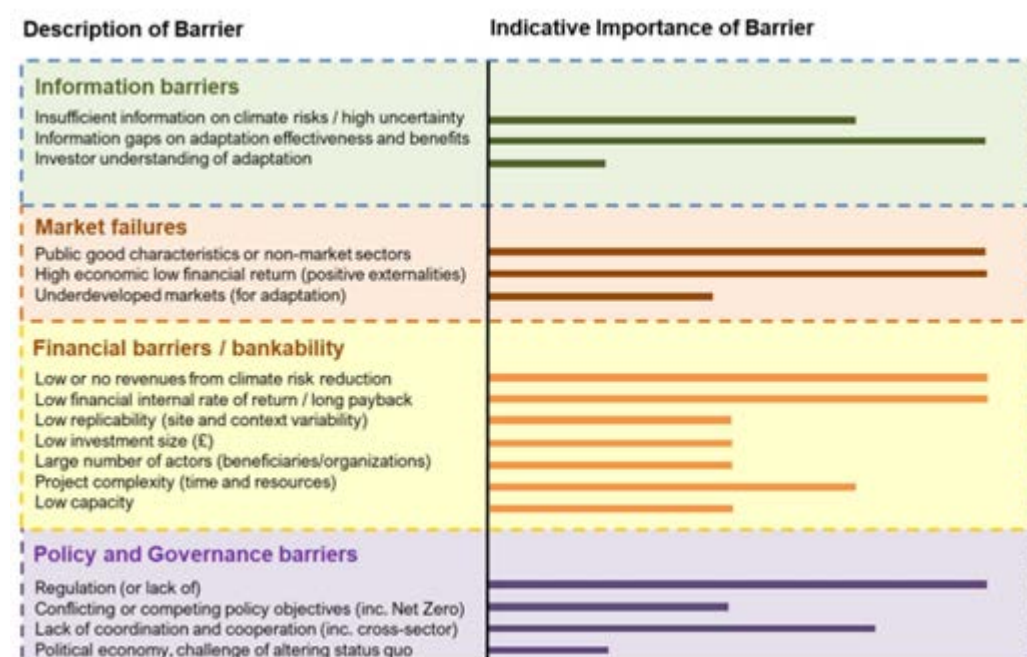 Description of Barrier
Indicative Importance of Barrier
Information barriers
Insufficient information on climate risks / high uncertainty
Information gaps on adaptation effectiveness and benefits
Investor understanding of adaptation
Market failures
Public good characteristics or non-market sectors
High economic low financial return (positive externalities)
Underdeveloped markets (for adaptation)
Financial barriers / bankability
Low or no revenues from climate risk reduction
Low financial internal rate of return / long payback
Low replicability (site and context variability)
Low investment size (£)
Large number of actors (beneficiaries/organizations)
Project complexity (time and resources)
Low capacity
Policy and Governance barriers
Regulation (or lack of)
Conflicting or competing policy objectives (inc. Net Zero)
Lack of coordination and cooperation (inc. cross-sector)
Political economy, challenge of altering status quo